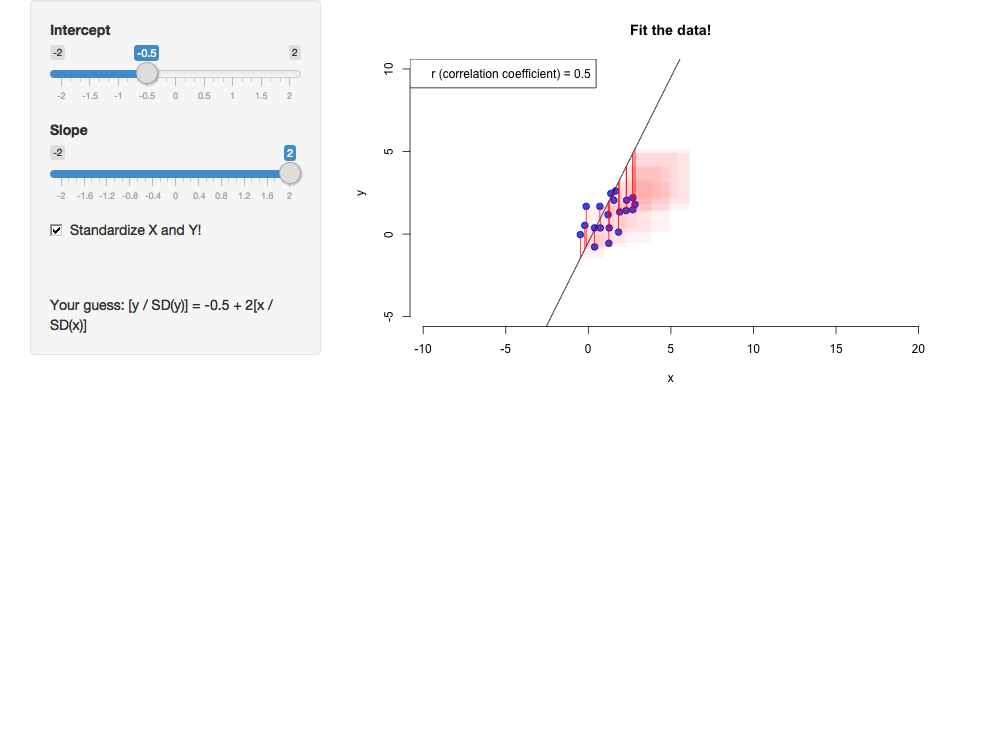 Intercept
-2 -0.5 2
-2 -1.5 -1 -0.5 0 0.5 1 1.5 2
Slope
-2 2
-2 -1.6 -1.2 -0.8 -0.4 0 0.4 0.8 1.2 1.6 2
Standardize X and Y!
Your guess: [y / SD(y)] = -0.5 + 2[x /
SD(x)]
Fit the data!
r (correlation coefficient) = 0.5
10
5
0
-5
y
-10 -5 0 5 10 15 20
x